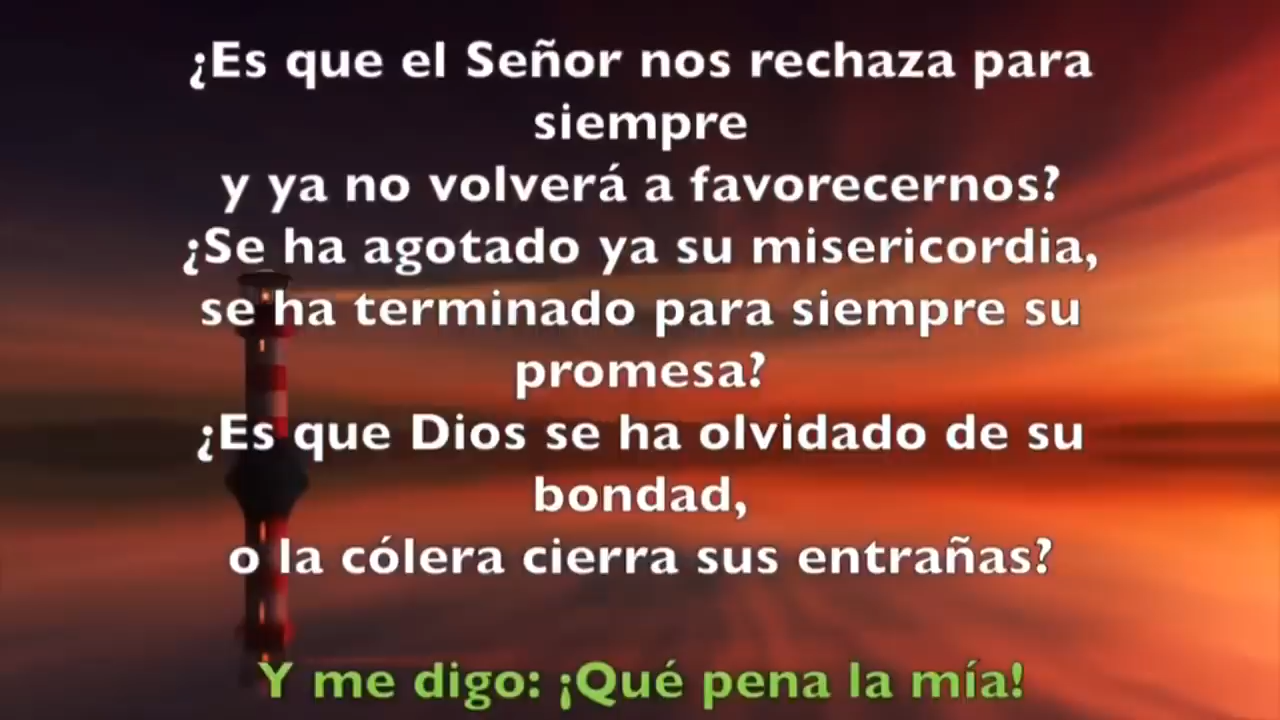 ¿Es que el Señor nos rechaza para
siempre
y ya no volverá a favorecernos?
¿Se ha agotado ya su misericordia,
se ha terminado para siempre su
promesa?
¿Es que Dios se ha olvidado de su
bondad,
o la cólera cierra sus entrañas?
Y me digo: ¡Qué pena la mía!